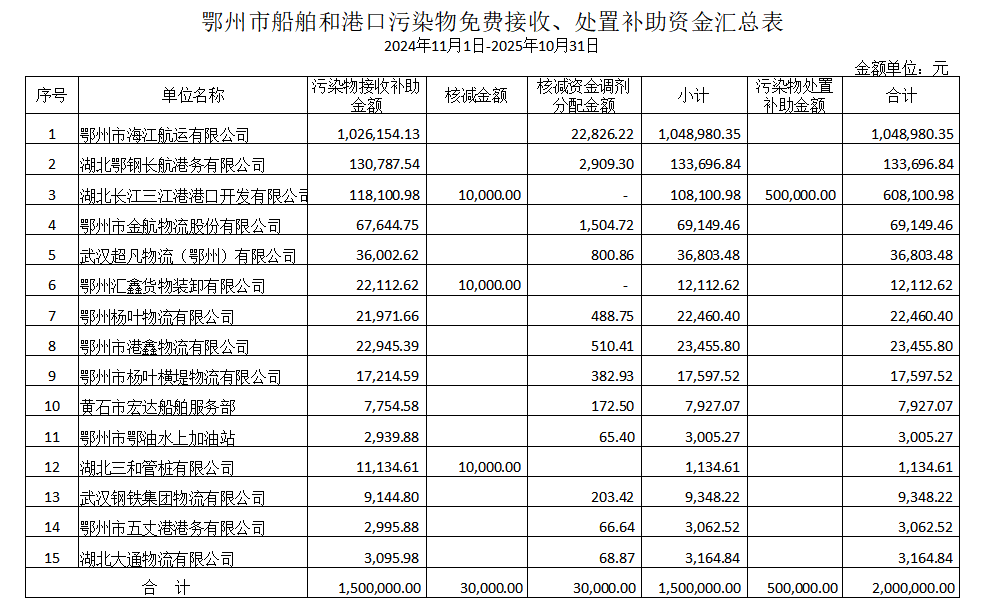 鄂州市船舶和港口污染物免费接收、处置补助资金汇总表
2024年11月1日-2025年10月31日
金额单位：元
序号 单位名称 污染物接收补助金额 核减金额 核减资金调剂分配金额 小计 污染物处置补助金额 合计
1 鄂州市海江航运有限公司 1,026,154.13 22,826.22 1,048,980.35 1,048,980.35
2 湖北鄂钢长航港务有限公司 130,787.54 2,909.30 133,696.84 133,696.84
3 湖北长江三江港港口开发有限公司 118,100.98 10,000.00 - 108,100.98 500,000.00 608,100.98
4 鄂州市金航物流股份有限公司 67,644.75 1,504.72 69,149.46 69,149.46
5 武汉超凡物流（鄂州）有限公司 36,002.62 800.86 36,803.48 36,803.48
6 鄂州汇鑫货物装卸有限公司 22,112.62 10,000.00 - 12,112.62 12,112.62
7 鄂州杨叶物流有限公司 21,971.66 488.75 22,460.40 22,460.40
8 鄂州市港鑫物流有限公司 22,945.39 510.41 23,455.80 23,455.80
9 鄂州市杨叶横堤物流有限公司 17,214.59 382.93 17,597.52 17,597.52
10 黄石市宏达船舶服务部 7,754.58 172.50 7,927.07 7,927.07
11 鄂州市鄂油水上加油站 2,939.88 65.40 3,005.27 3,005.27
12 湖北三和管桩有限公司 11,134.61 10,000.00 1,134.61 1,134.61
13 武汉钢铁集团物流有限公司 9,144.80 203.42 9,348.22 9,348.22
14 鄂州市五丈港港务有限公司 2,995.88 66.64 3,062.52 3,062.52
15 湖北大通物流有限公司 3,095.98 68.87 3,164.84 3,164.84
合 计 1,500,000.00 30,000.00 30,000.00 1,500,000.00 500,000.00 2,000,000.00